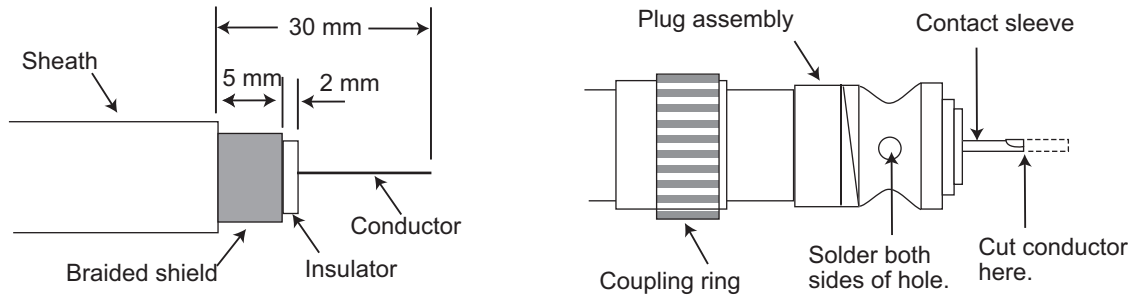 30 mm
Sheath
5 mm
2 mm
Conductor
Braided shield
Insulator
Plug assembly
Contact sleeve
Coupling ring
Solder both
sides of hole.
Cut conductor
here.